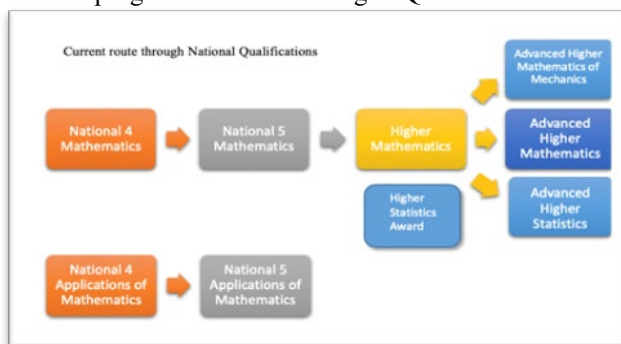 Current route through National Qualifications
Advanced Higher
Mathematics of
Mechanics
National 4
Mathematics
National 5
Mathematics
Higher
Mathematics
Advanced
Higher
Mathematics
Higher
Statistics
Award
Advanced
Higher
Statistics
National 4
Applications of
Mathematics
National 5
Applications of
Mathematics